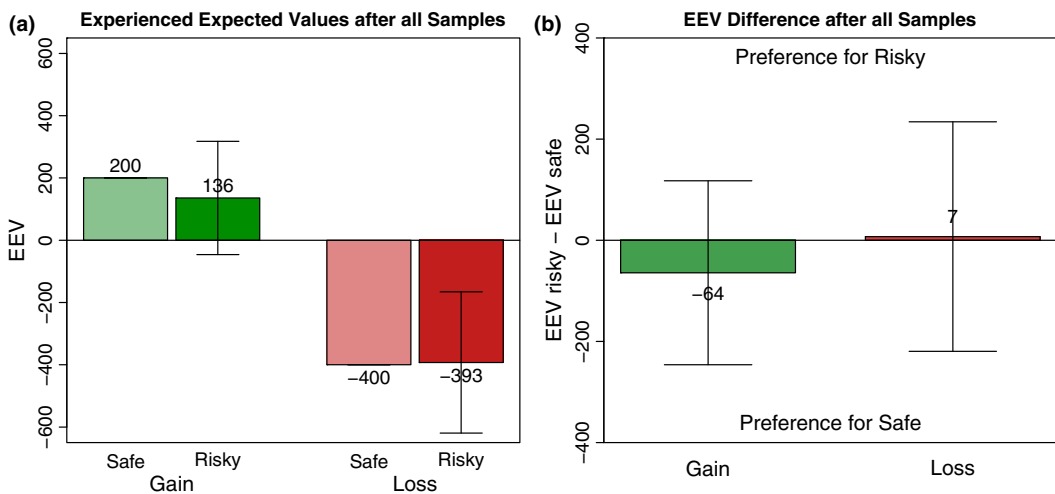 (a)
Experienced Expected Values after all Samples
EEV
600
400
200
0
−200
−400
−600
200
136
−400
−393
Safe
Risky
Safe
Risky
Gain
Loss
(b)
EEV Difference after all Samples
EEV risky − EEV safe
400
200
0
−200
−400
Preference for Risky
−64
7
Preference for Safe
Gain
Loss